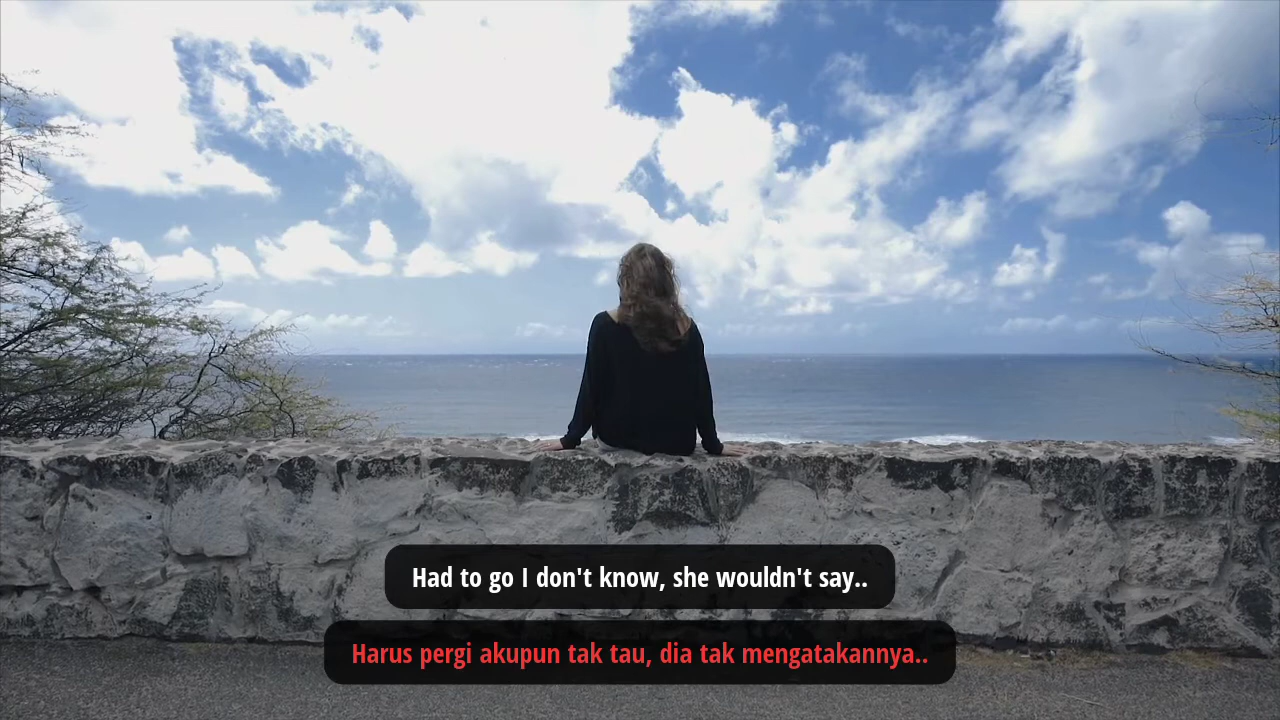 Had to go I don't know, she wouldn't say..
Harus pergi akupun tak tau, dia tak mengatakannya..